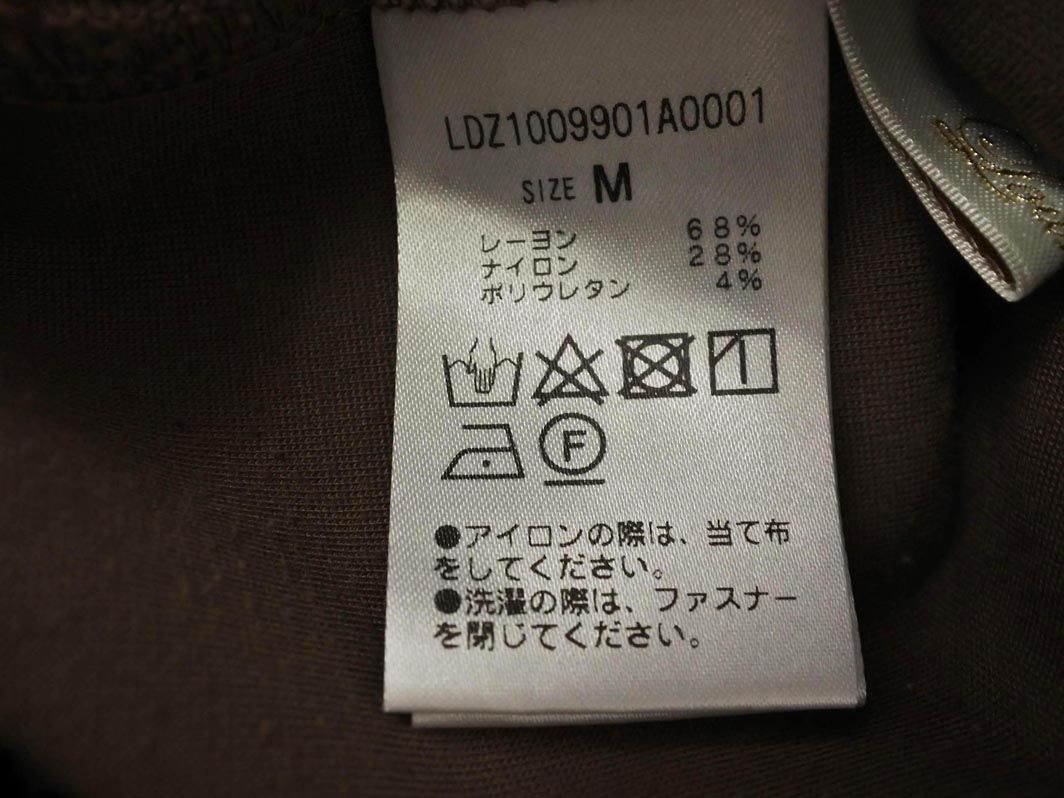 LDZ1009901A0001
SIZE M
レーヨン 68%
ナイロン 28%
ポリウレタン 4%
F
●アイロンの際は、当て布
をしてください。
●洗濯の際は、ファスナー
を閉じてください。